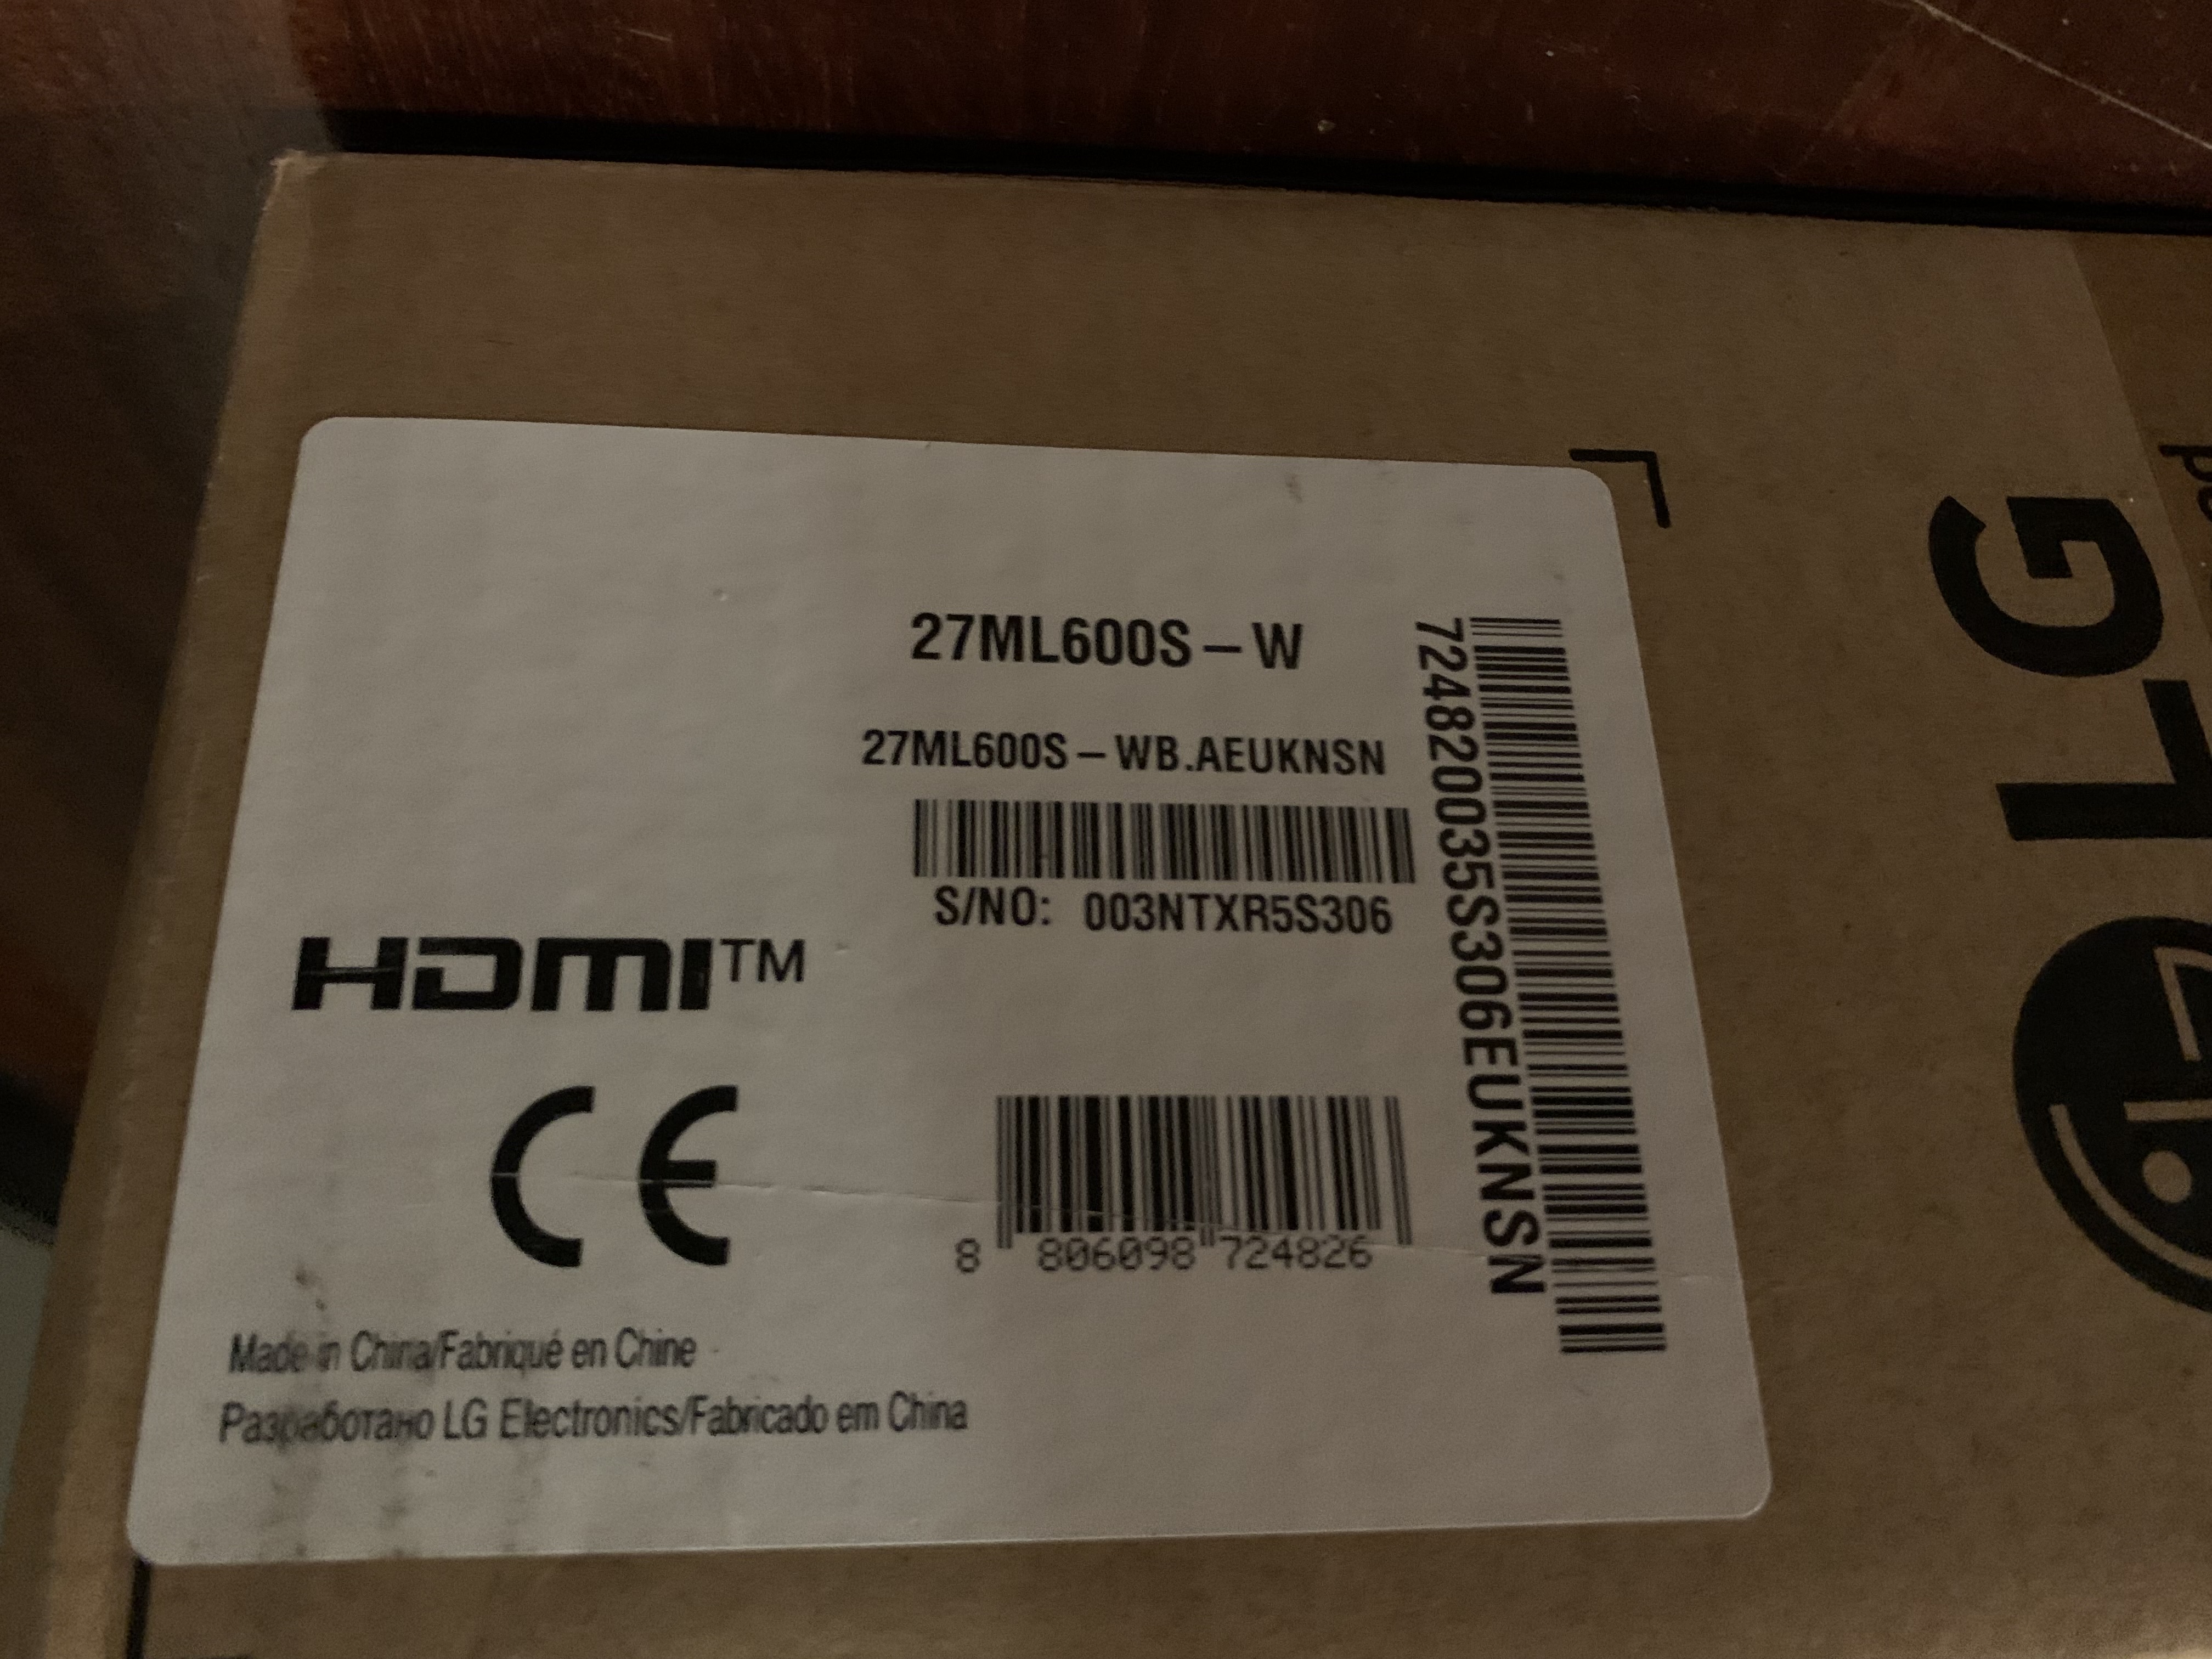 27ML600S-W
27ML600S-WB.AEUKNSN
S/NO: 003NTXR5S306
724820035S306EUKNSN
HDMI™
CE
8 806098 724826
Made in China/Fabriqué en Chine
Разработано LG Electronics/Fabricado em China
LG